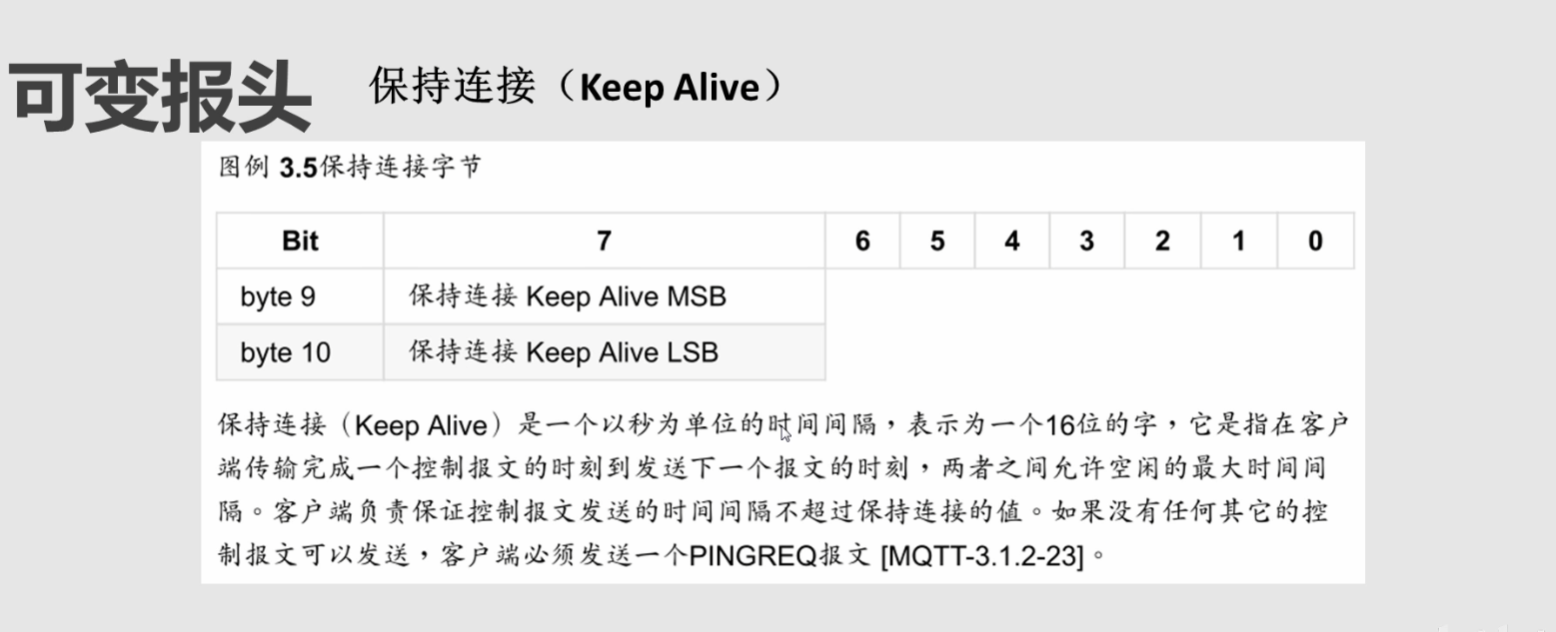 可变报头 保持连接（Keep Alive）
图例 3.5保持连接字节
Bit 7 6 5 4 3 2 1 0
byte 9 保持连接 Keep Alive MSB
byte 10 保持连接 Keep Alive LSB
保持连接（Keep Alive）是一个以秒为单位的时间间隔，表示为一个16位的字，它是指在客户
端传输完成一个控制报文的时刻到发送下一个报文的时刻，两者之间允许空闲的最大时间间
隔。客户端负责保证控制报文发送的时间间隔不超过保持连接的值。如果没有任何其它的控
制报文可以发送，客户端必须发送一个PINGREQ报文 [MQTT-3.1.2-23]。